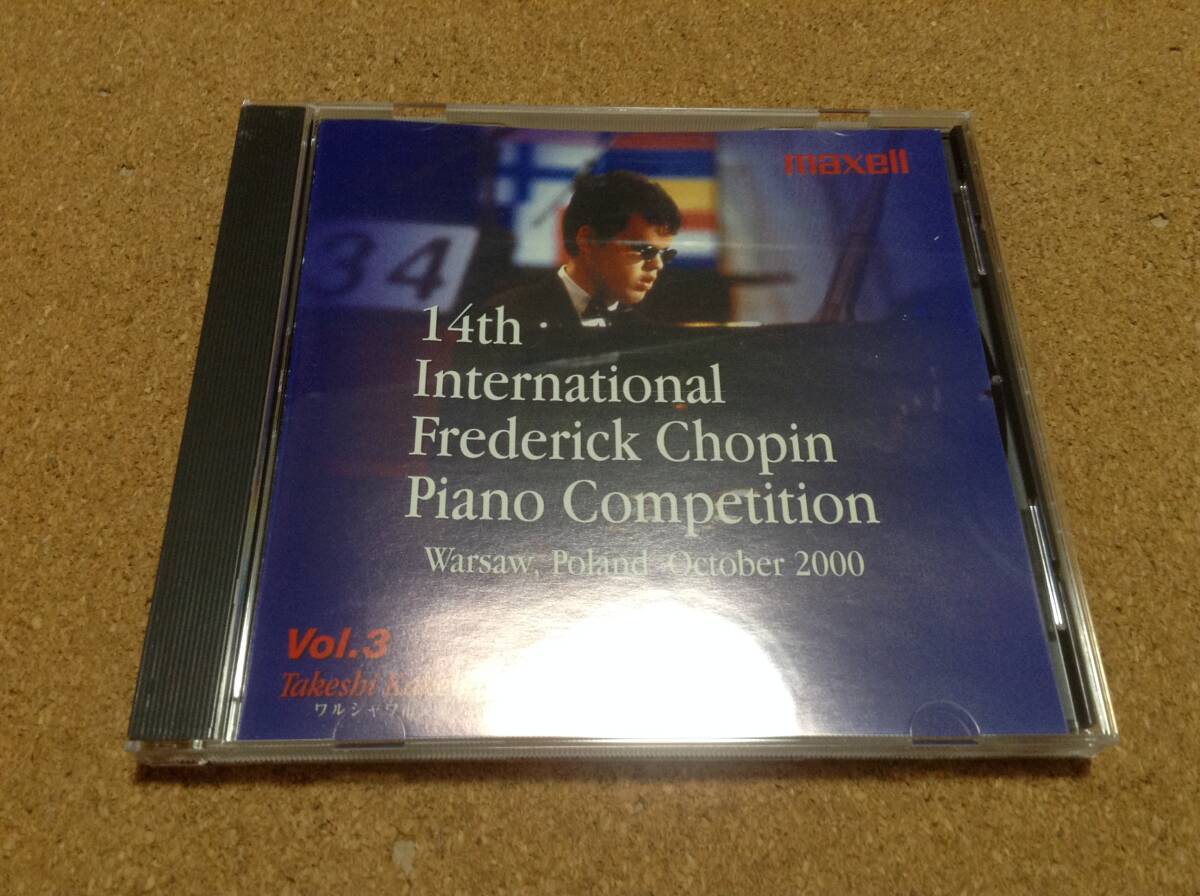 maxell
34
14th
International
Frederick Chopin
Piano Competition
Warsaw, Poland October 2000
Vol.3
Takeshi
ワルシャワ